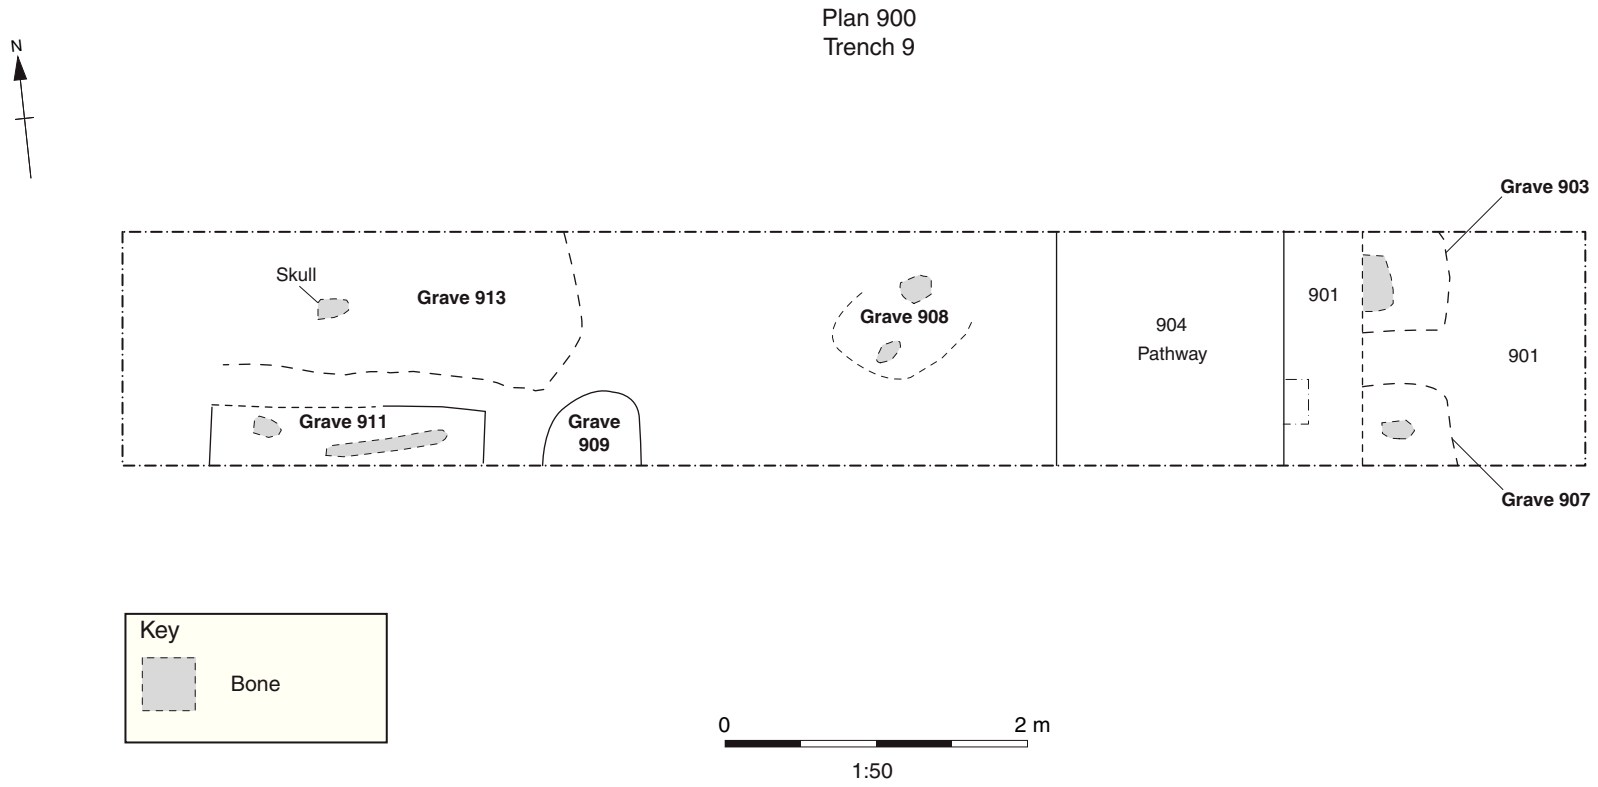 Plan 900
Trench 9
N
Grave 903
Skull
Grave 913
Grave 908
904
Pathway
901
901
Grave 911
Grave
909
Grave 907
Key
Bone
0 2 m
1:50